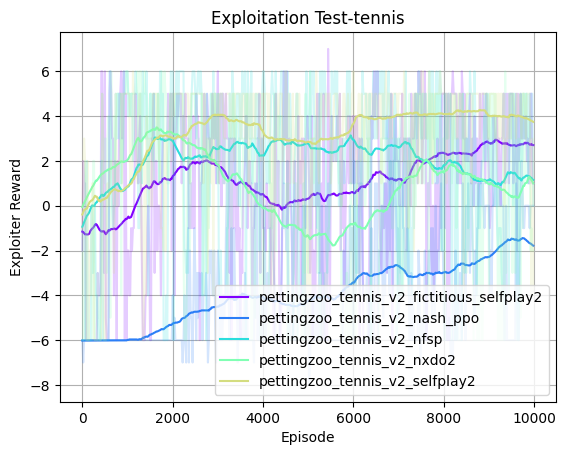 Exploitation Test-tennis
Exploiter Reward
6
4
2
0
−2
−4
−6
−8
pettingzoo_tennis_v2_fictitious_selfplay2
pettingzoo_tennis_v2_nash_ppo
pettingzoo_tennis_v2_nfsp
pettingzoo_tennis_v2_nxdo2
pettingzoo_tennis_v2_selfplay2
0 2000 4000 6000 8000 10000
Episode